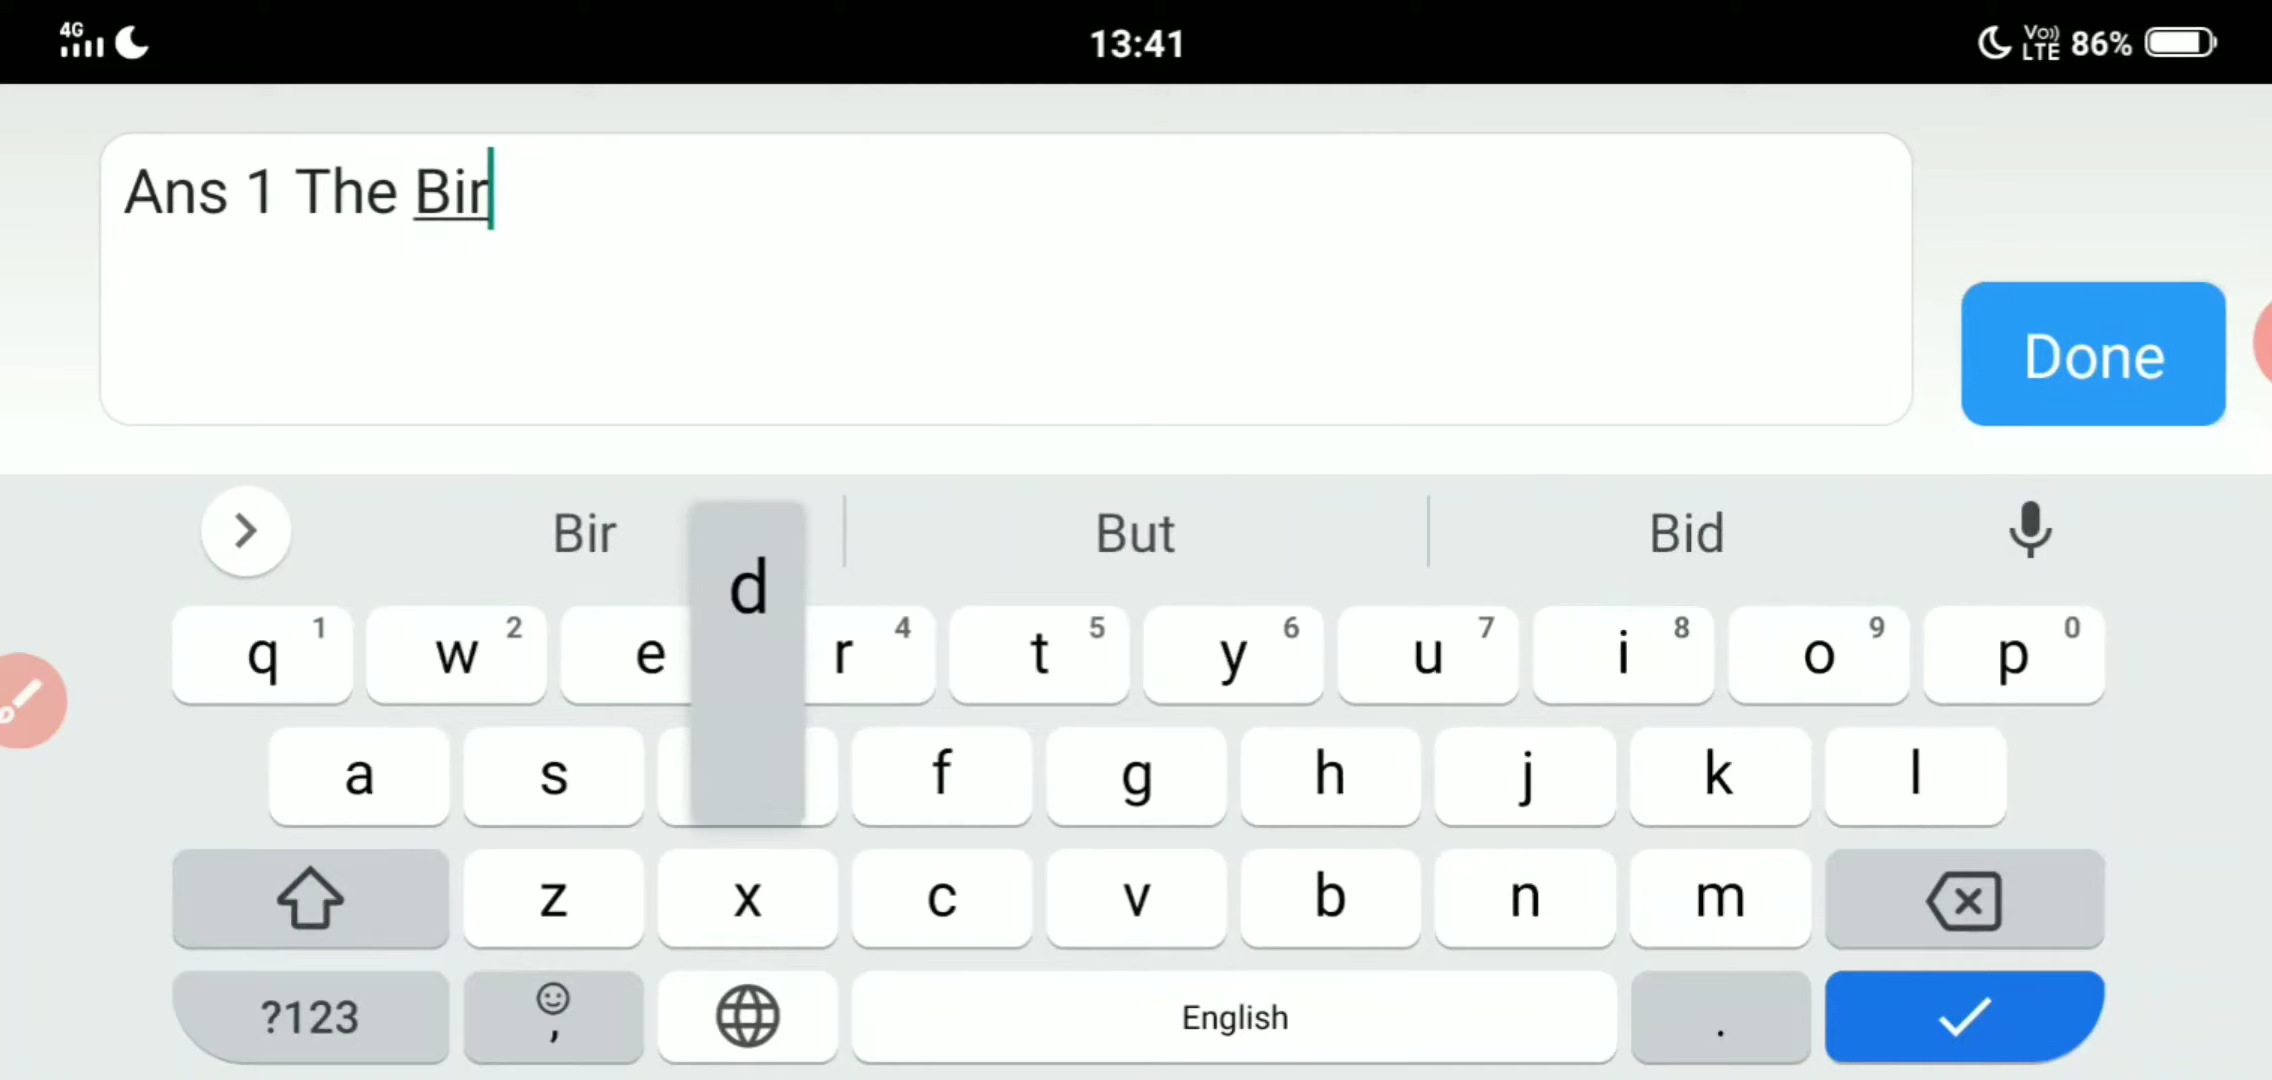 4G 13:41 Vo)) LTE 86%
Ans 1 The Bir
Done
Bir But Bid
d
q 1 w 2 e r 4 t 5 y 6 u 7 i 8 o 9 p 0
a s f g h j k l
z x c v b n m
?123 , English .